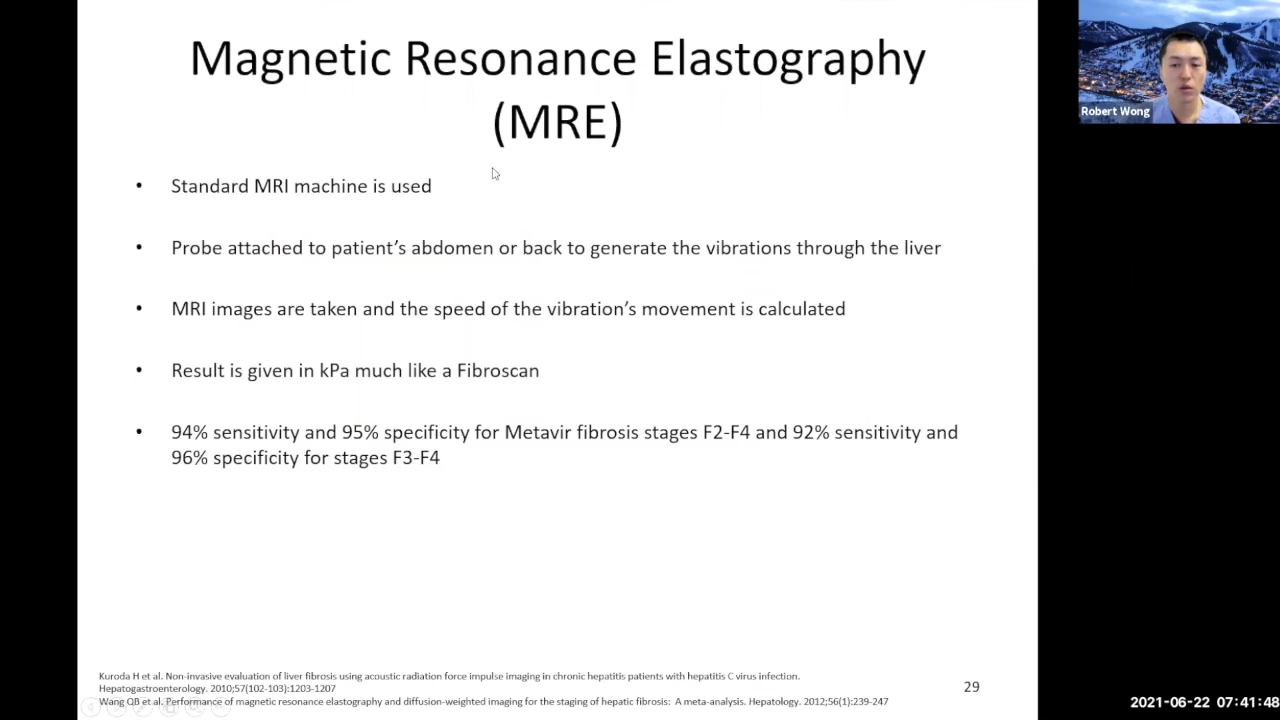 Magnetic Resonance Elastography
(MRE)
Robert Wong
• Standard MRI machine is used
• Probe attached to patient's abdomen or back to generate the vibrations through the liver
• MRI images are taken and the speed of the vibration's movement is calculated
• Result is given in kPa much like a Fibroscan
• 94% sensitivity and 95% specificity for Metavir fibrosis stages F2-F4 and 92% sensitivity and
96% specificity for stages F3-F4
Kuroda H et al. Non-invasive evaluation of liver fibrosis using acoustic radiation force impulse imaging in chronic hepatitis patients with hepatitis C virus infection.
Hepatogastroenterology. 2010;57(102-103):1203-1207
Wang QB et al. Performance of magnetic resonance elastography and diffusion-weighted imaging for the staging of hepatic fibrosis: A meta-analysis. Hepatology. 2012;56(1):239-247
29
2021-06-22 07:41:48